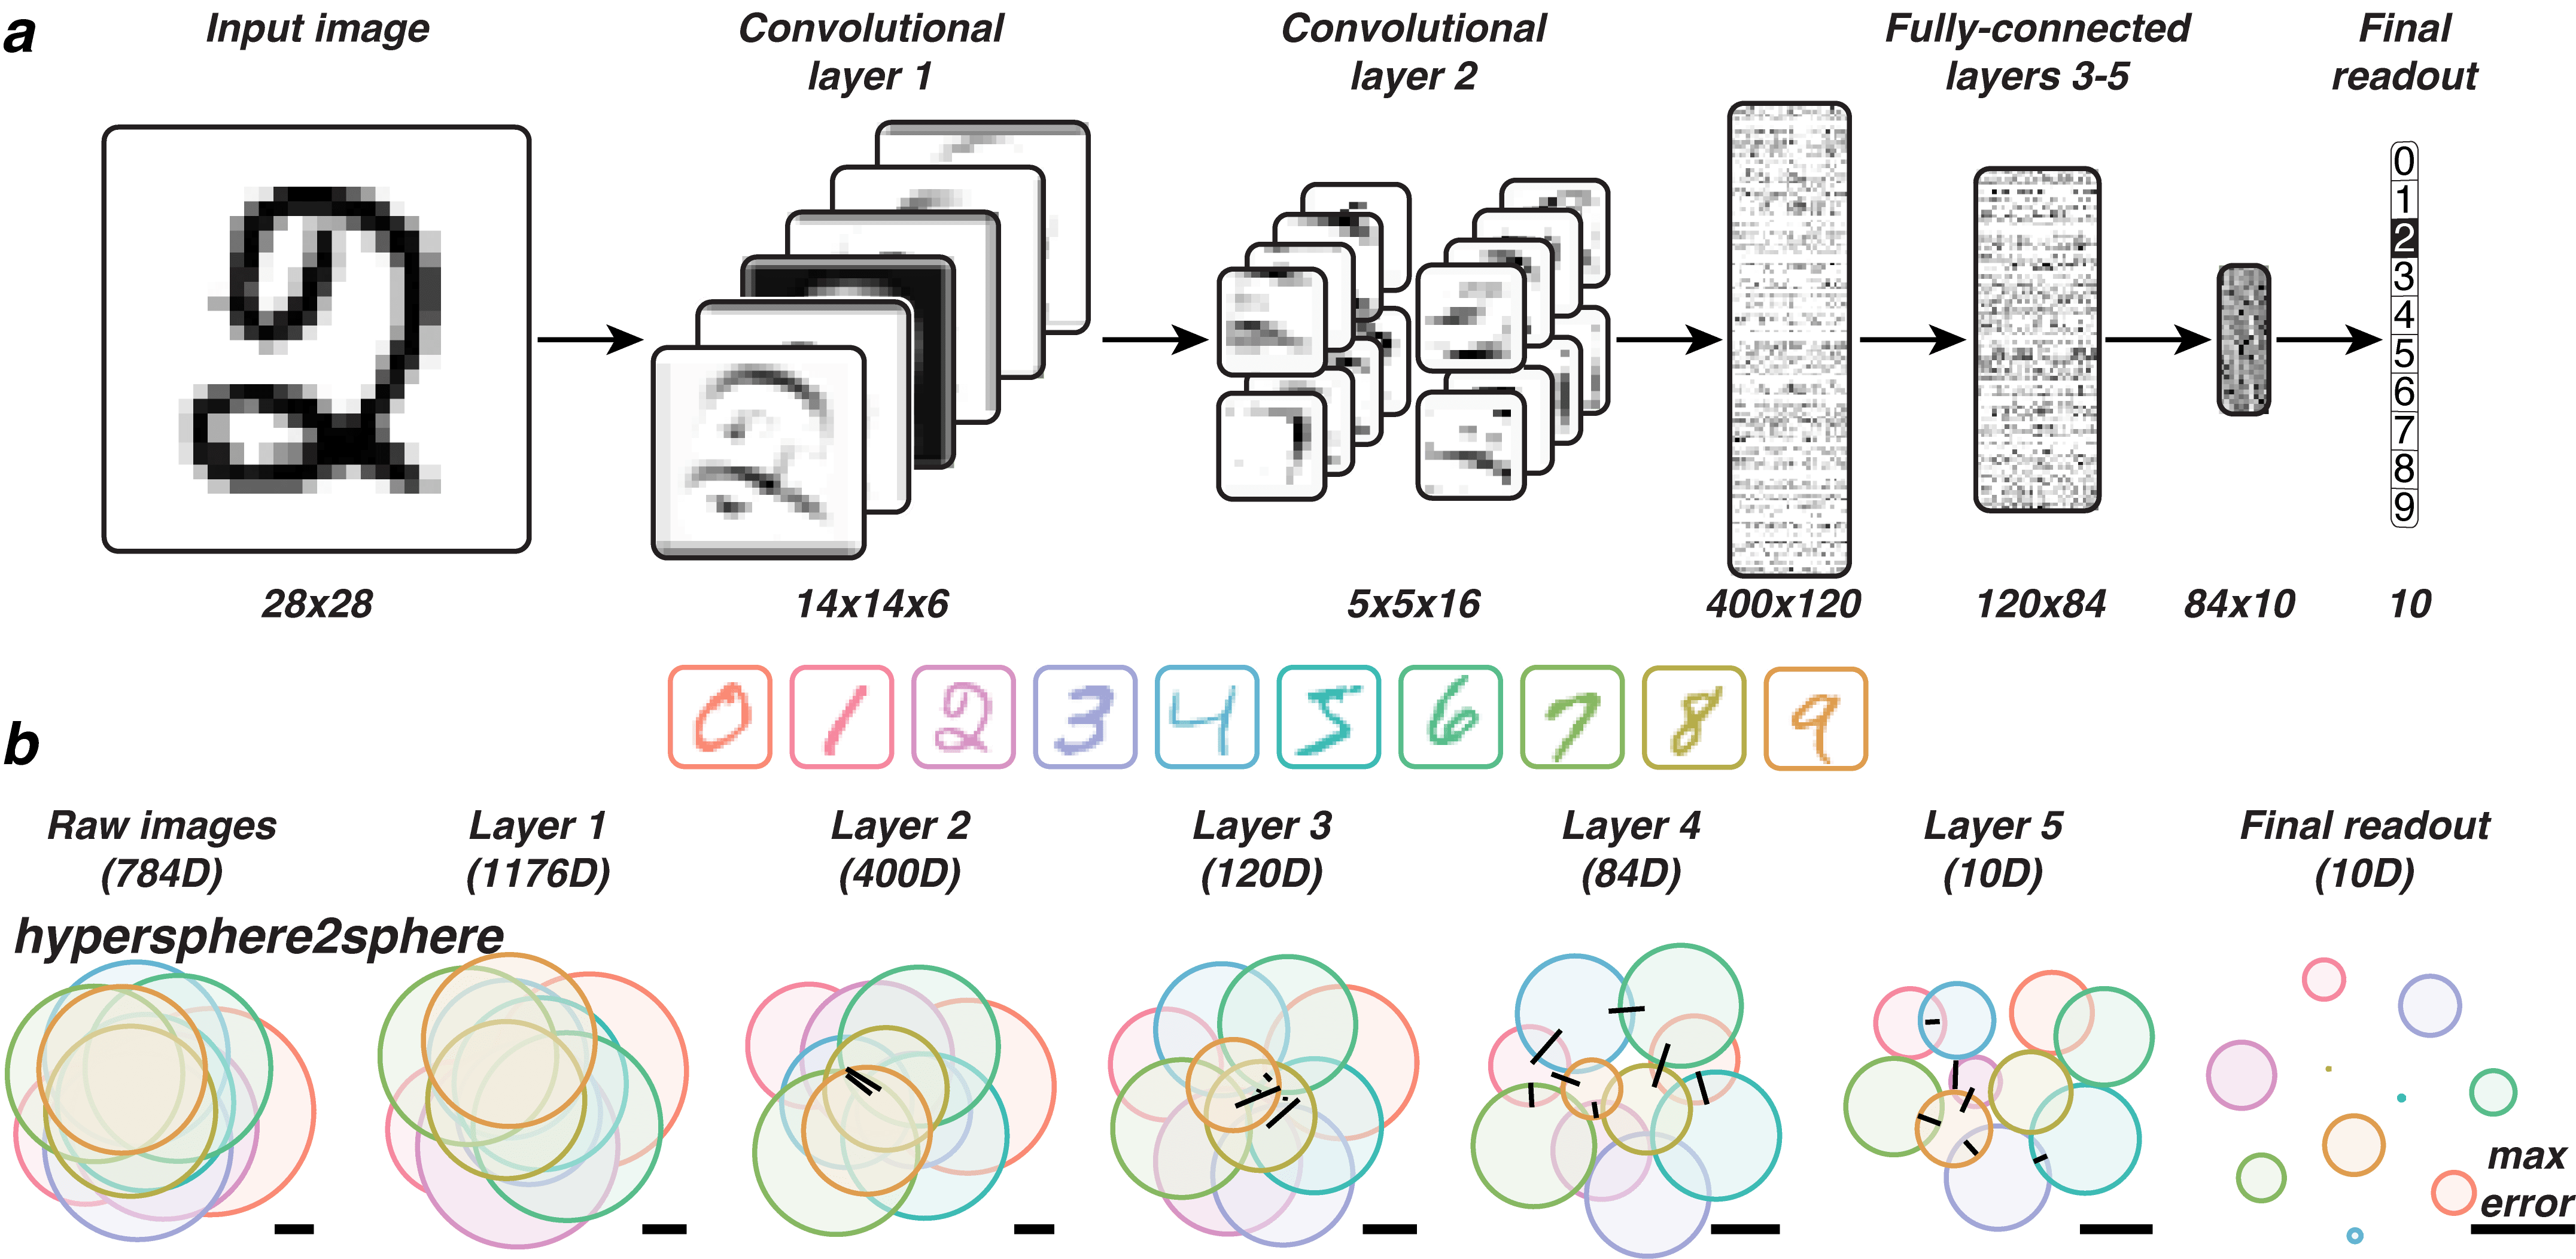 a
Input image
Convolutional
layer 1
Convolutional
layer 2
Fully-connected
layers 3-5
Final
readout
0
1
2
3
4
5
6
7
8
9
28x28
14x14x6
5x5x16
400x120
120x84
84x10
10
0 1 2 3 4 5 6 7 8 9
b
Raw images
(784D)
Layer 1
(1176D)
Layer 2
(400D)
Layer 3
(120D)
Layer 4
(84D)
Layer 5
(10D)
Final readout
(10D)
hypersphere2sphere
max
error